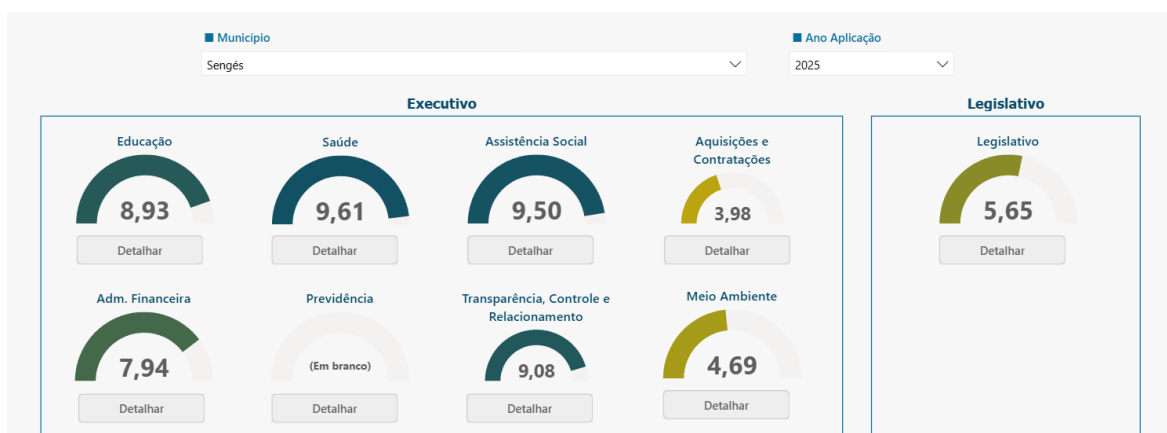 Município
Ano Aplicação
Sengés
2025
Executivo
Legislativo
Educação
Saúde
Assistência Social
Aquisições e
Contratações
Legislativo
8,93
9,61
9,50
3,98
5,65
Detalhar
Detalhar
Detalhar
Detalhar
Detalhar
Adm. Financeira
Previdência
Transparência, Controle e
Relacionamento
Meio Ambiente
7,94
(Em branco)
9,08
4,69
Detalhar
Detalhar
Detalhar
Detalhar